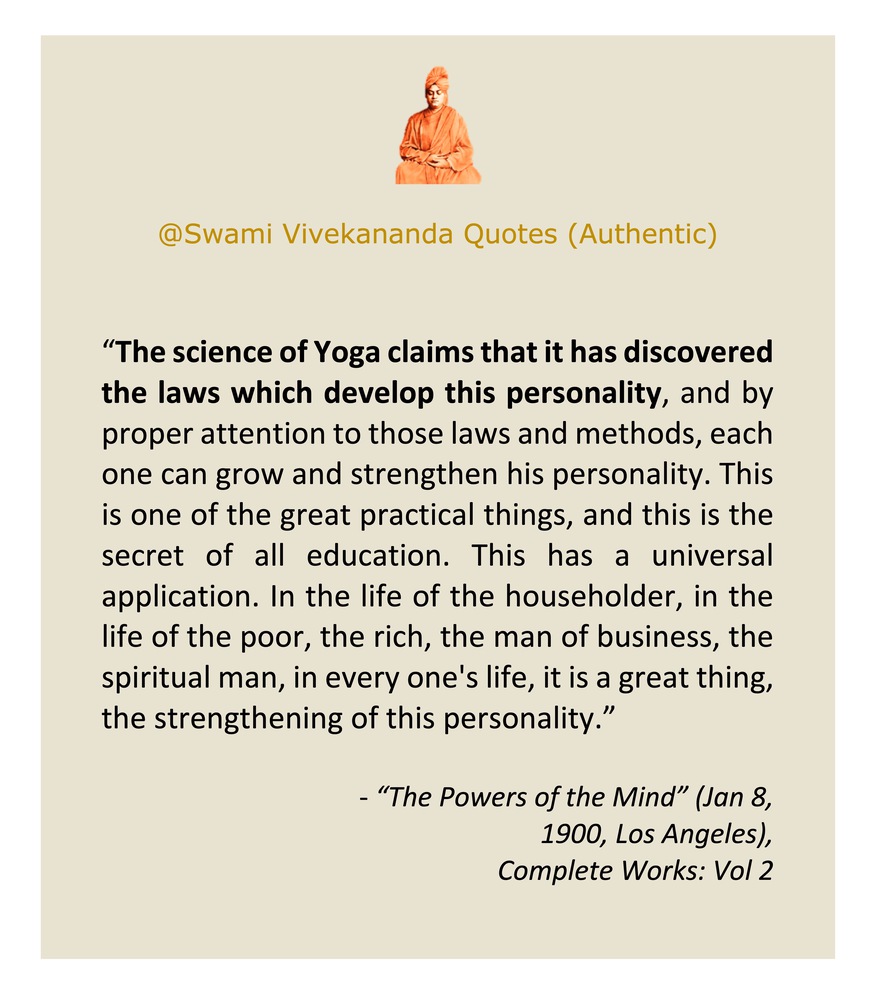 @Swami Vivekananda Quotes (Authentic)
“The science of Yoga claims that it has discovered
the laws which develop this personality, and by
proper attention to those laws and methods, each
one can grow and strengthen his personality. This
is one of the great practical things, and this is the
secret of all education. This has a universal
application. In the life of the householder, in the
life of the poor, the rich, the man of business, the
spiritual man, in every one's life, it is a great thing,
the strengthening of this personality.”
- “The Powers of the Mind” (Jan 8,
1900, Los Angeles),
Complete Works: Vol 2